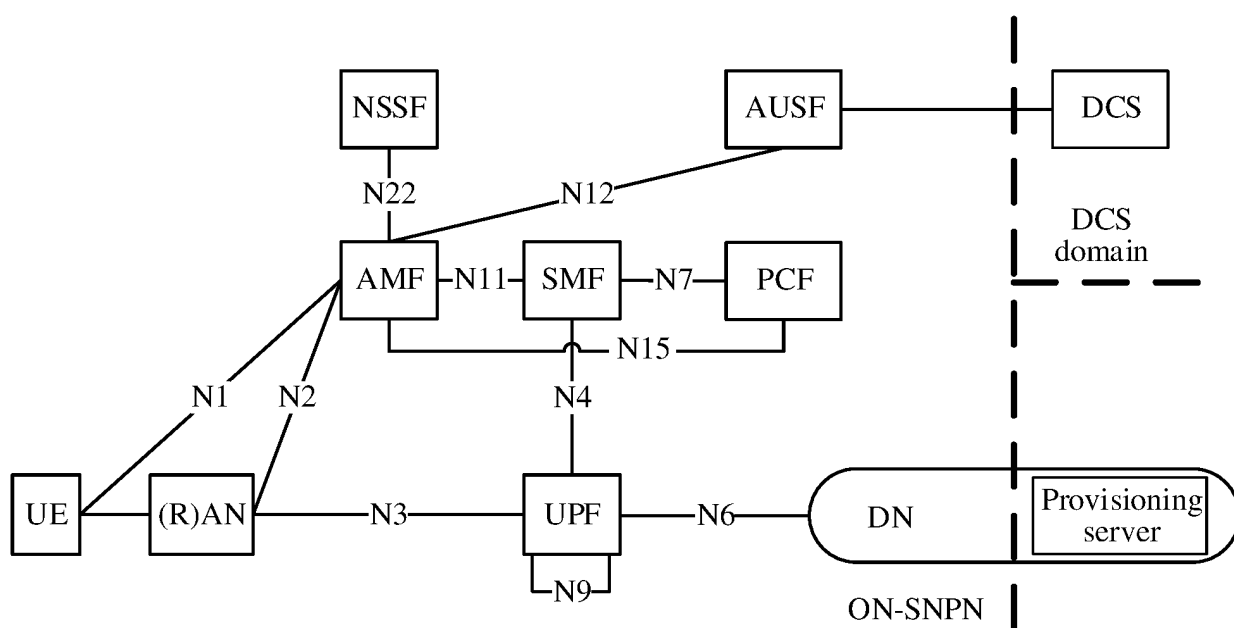 NSSF
AUSF
DCS
N22
N12
DCS
domain
AMF
N11
SMF
N7
PCF
N15
N1
N2
N4
UE
(R)AN
N3
UPF
N6
DN
Provisioning
server
N9
ON-SNPN